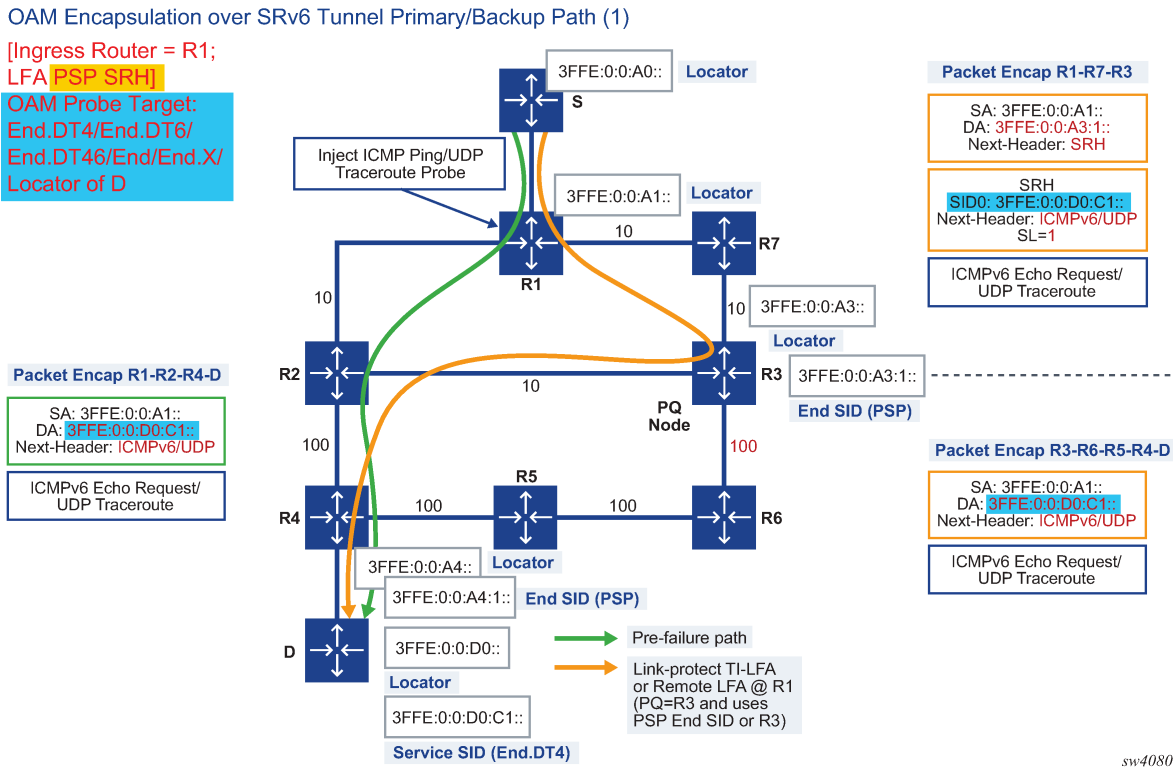 OAM Encapsulation over SRv6 Tunnel Primary/Backup Path (1)
[Ingress Router = R1;
LFA PSP SRH]
OAM Probe Target:
End.DT4/End.DT6/
End.DT46/End/End.X/
Locator of D
3FFE:0:0:A0::
Locator
S
Inject ICMP Ping/UDP
Traceroute Probe
3FFE:0:0:A1::
Locator
R1
10
R7
10
10
3FFE:0:0:A3::
Locator
R2
10
R3
3FFE:0:0:A3:1::
End SID (PSP)
PQ
Node
100
100
R4
100
R5
100
R6
Locator
3FFE:0:0:A4::
3FFE:0:0:A4:1::
End SID (PSP)
D
3FFE:0:0:D0::
Locator
3FFE:0:0:D0:C1::
Service SID (End.DT4)
Pre-failure path
Link-protect TI-LFA
or Remote LFA @ R1
(PQ=R3 and uses
PSP End SID or R3)
Packet Encap R1-R2-R4-D
SA: 3FFE:0:0:A1::
DA: 3FFE:0:0:D0:C1::
Next-Header: ICMPv6/UDP
ICMPv6 Echo Request/
UDP Traceroute
Packet Encap R1-R7-R3
SA: 3FFE:0:0:A1::
DA: 3FFE:0:0:A3:1::
Next-Header: SRH
SRH
SID0: 3FFE:0:0:D0:C1::
Next-Header: ICMPv6/UDP
SL=1
ICMPv6 Echo Request/
UDP Traceroute
Packet Encap R3-R6-R5-R4-D
SA: 3FFE:0:0:A1::
DA: 3FFE:0:0:D0:C1::
Next-Header: ICMPv6/UDP
ICMPv6 Echo Request/
UDP Traceroute
sw4080